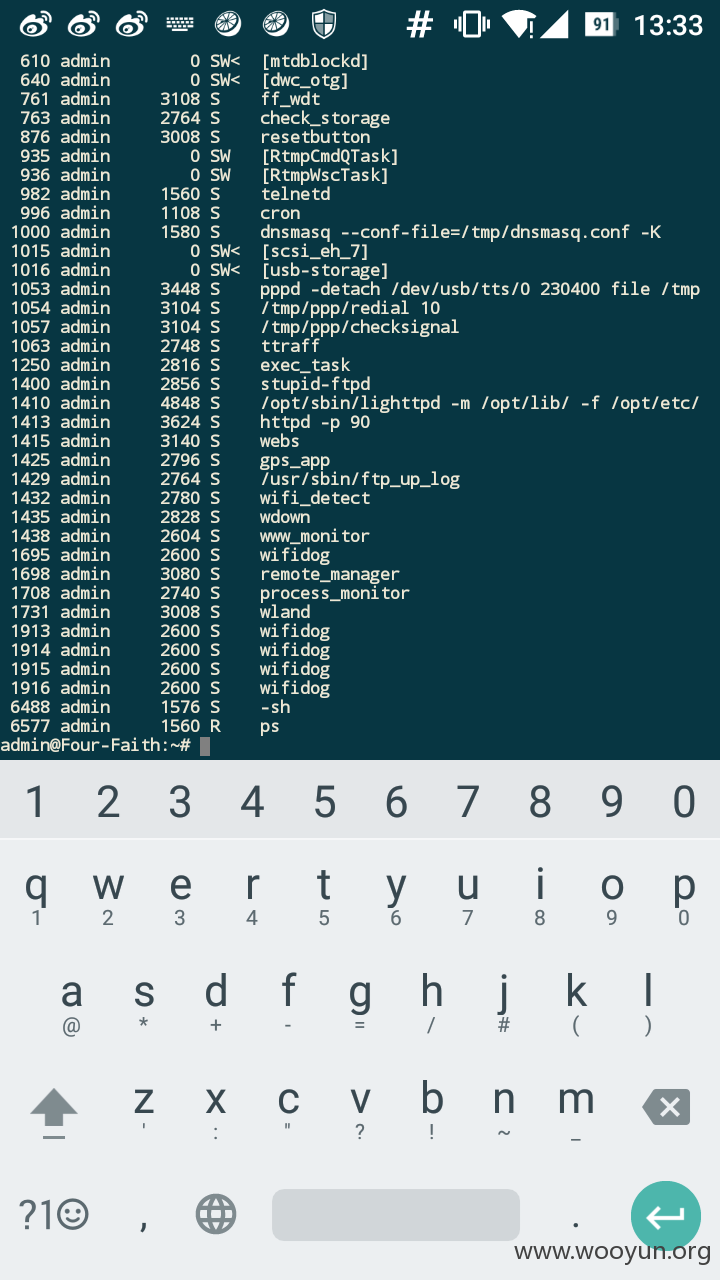 # 91 13:33
610 admin 0 SW< [mtdblockd]
640 admin 0 SW< [dwc_otg]
761 admin 3108 S ff_wdt
763 admin 2764 S check_storage
876 admin 3008 S resetbutton
935 admin 0 SW [RtmpCmdQTask]
936 admin 0 SW [RtmpWscTask]
982 admin 1560 S telnetd
996 admin 1108 S cron
1000 admin 1580 S dnsmasq --conf-file=/tmp/dnsmasq.conf -K
1015 admin 0 SW< [scsi_eh_7]
1016 admin 0 SW< [usb-storage]
1053 admin 3448 S pppd -detach /dev/usb/tts/0 230400 file /tmp
1054 admin 3104 S /tmp/ppp/redial 10
1057 admin 3104 S /tmp/ppp/checksignal
1063 admin 2748 S ttraff
1250 admin 2816 S exec_task
1400 admin 2856 S stupid-ftpd
1410 admin 4848 S /opt/sbin/lighttpd -m /opt/lib/ -f /opt/etc/
1413 admin 3624 S httpd -p 90
1415 admin 3140 S webs
1425 admin 2796 S gps_app
1429 admin 2764 S /usr/sbin/ftp_up_log
1432 admin 2780 S wifi_detect
1435 admin 2828 S wdown
1438 admin 2604 S www_monitor
1695 admin 2600 S wifidog
1698 admin 3080 S remote_manager
1708 admin 2740 S process_monitor
1731 admin 3008 S wland
1913 admin 2600 S wifidog
1914 admin 2600 S wifidog
1915 admin 2600 S wifidog
1916 admin 2600 S wifidog
6488 admin 1576 S -sh
6577 admin 1560 R ps
admin@Four-Faith:~#
1 2 3 4 5 6 7 8 9 0
q w e r t y u i o p
1 2 3 4 5 6 7 8 9 0
a s d f g h j k l
@ * + - = / # ( )
z x c v b n m
' : " ? ! ~ _
?1 , .
www.wooyun.org